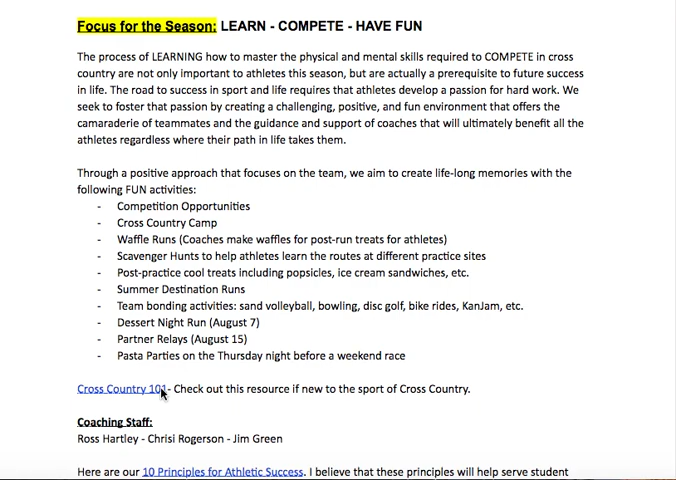 Focus for the Season: LEARN - COMPETE - HAVE FUN
The process of LEARNING how to master the physical and mental skills required to COMPETE in cross
country are not only important to athletes this season, but are actually a prerequisite to future success
in life. The road to success in sport and life requires that athletes develop a passion for hard work. We
seek to foster that passion by creating a challenging, positive, and fun environment that offers the
camaraderie of teammates and the guidance and support of coaches that will ultimately benefit all the
athletes regardless where their path in life takes them.
Through a positive approach that focuses on the team, we aim to create life-long memories with the
following FUN activities:
- Competition Opportunities
- Cross Country Camp
- Waffle Runs (Coaches make waffles for post-run treats for athletes)
- Scavenger Hunts to help athletes learn the routes at different practice sites
- Post-practice cool treats including popsicles, ice cream sandwiches, etc.
- Summer Destination Runs
- Team bonding activities: sand volleyball, bowling, disc golf, bike rides, KanJam, etc.
- Dessert Night Run (August 7)
- Partner Relays (August 15)
- Pasta Parties on the Thursday night before a weekend race
Cross Country 101- Check out this resource if new to the sport of Cross Country.
Coaching Staff:
Ross Hartley - Chrisi Rogerson - Jim Green
Here are our 10 Principles for Athletic Success. I believe that these principles will help serve student